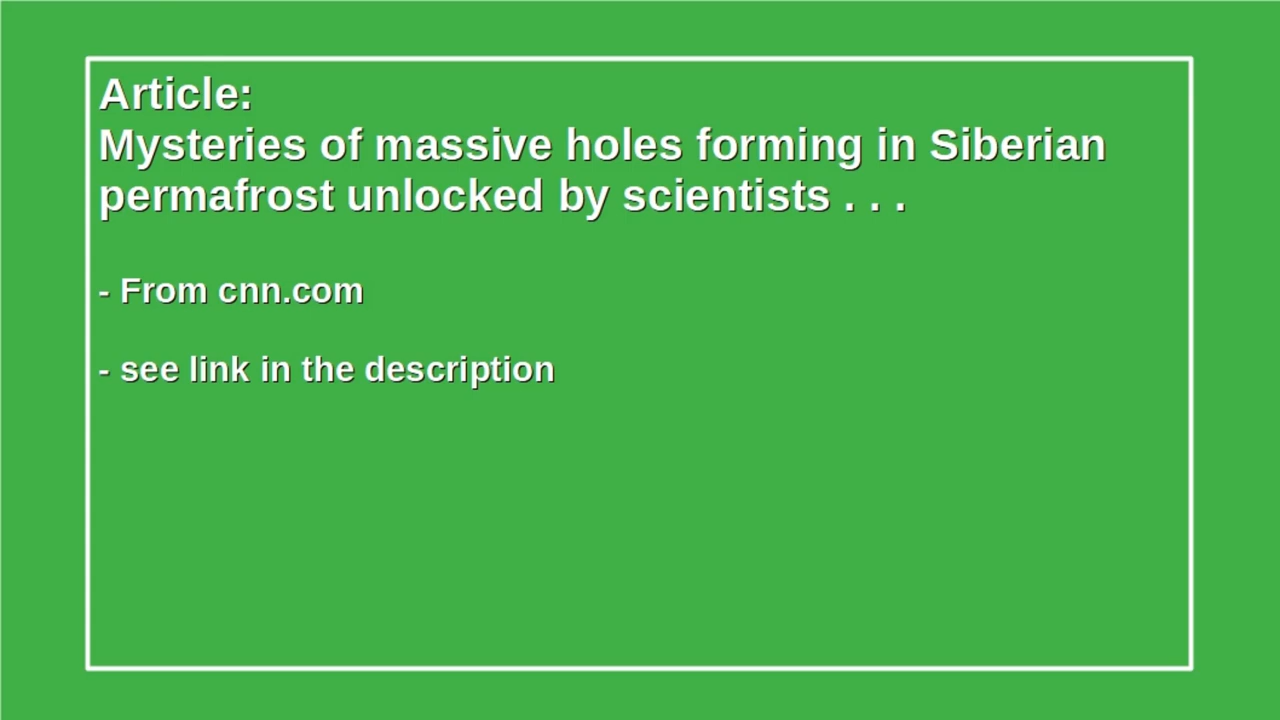 Article:
Mysteries of massive holes forming in Siberian
permafrost unlocked by scientists . . .
- From cnn.com
- see link in the description